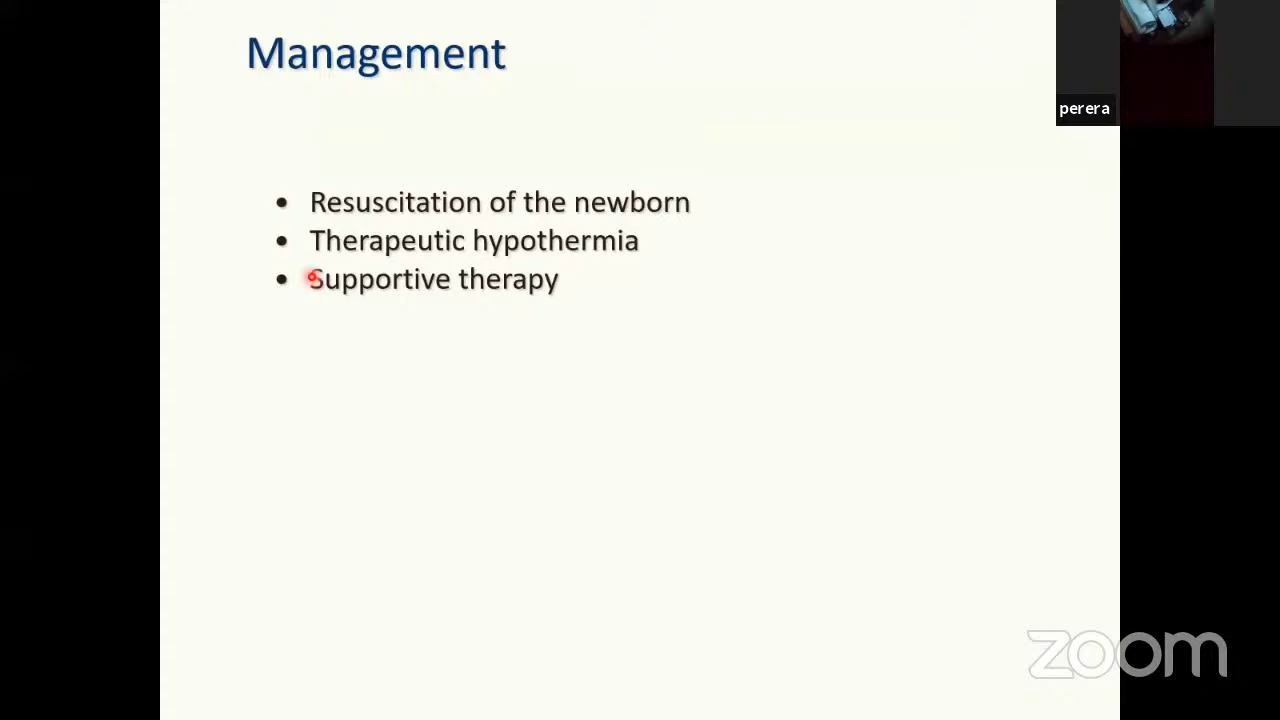 Management
perera
• Resuscitation of the newborn
• Therapeutic hypothermia
• Supportive therapy
zoom